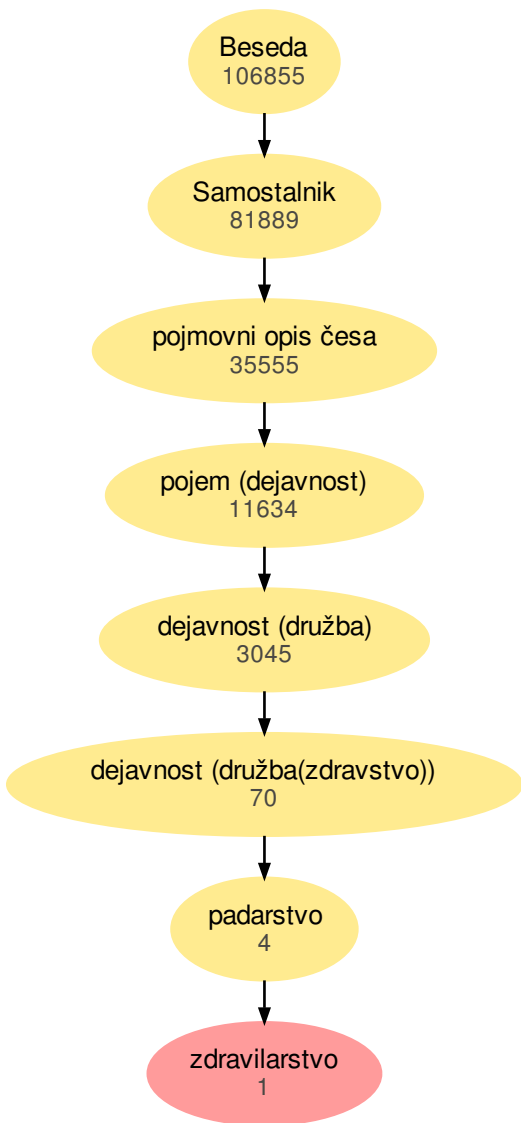 Beseda
106855
Samostalnik
81889
pojmovni opis česa
35555
pojem (dejavnost)
11634
dejavnost (družba)
3045
dejavnost (družba(zdravstvo))
70
padarstvo
4
zdravilarstvo
1